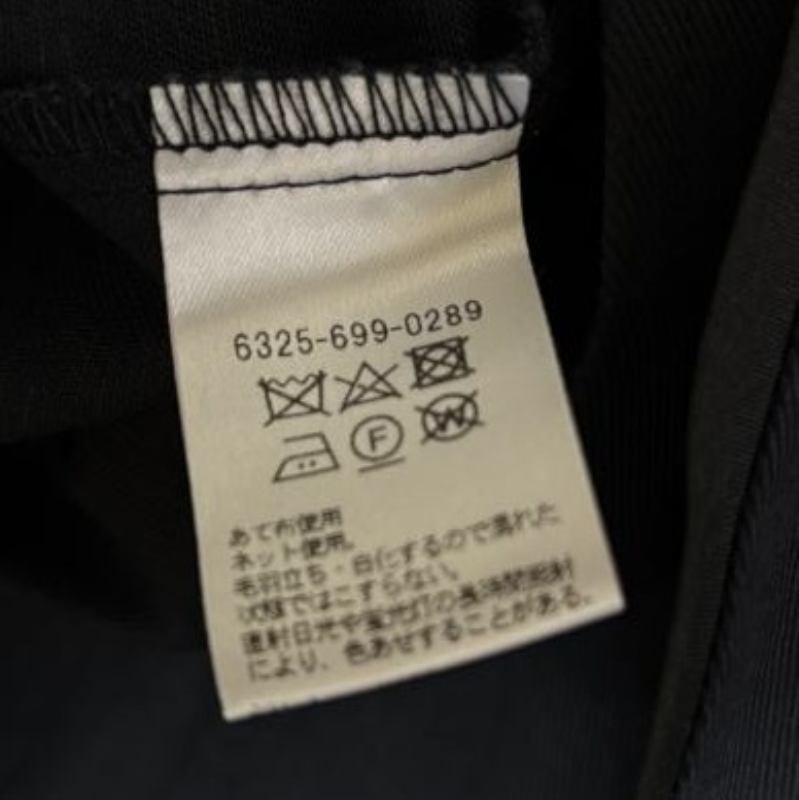 6325-699-0289
F
W
あて布使用
ネット使用。
毛羽立ち・白化するので濡れた
状態ではこすらない。
直射日光や蛍光灯の長時間照射
により、色あせすることがある。